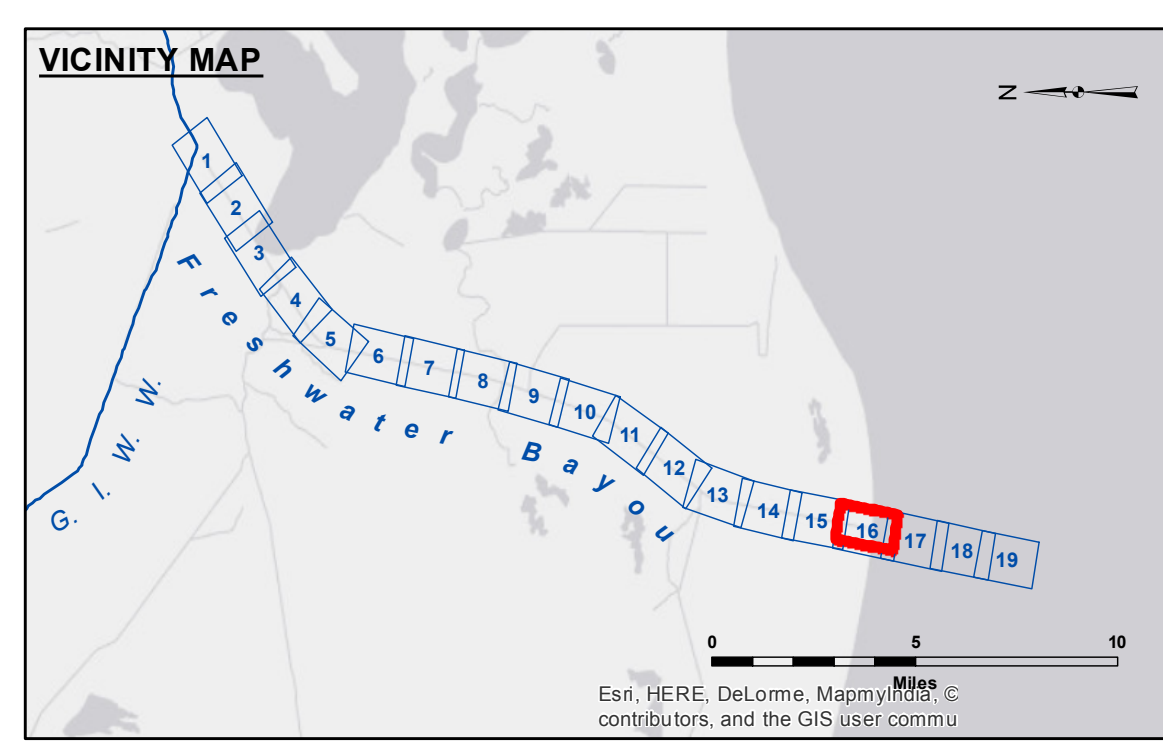 VICINITY MAP
N
1
2
3
4
5
6
7
8
9
10
11
12
13
14
15
16
17
18
19
Freshwater Bayou
G. I. W. W.
0 5 10
Miles
Esri, HERE, DeLorme, MapmyIndia, ©
contributors, and the GIS user commu